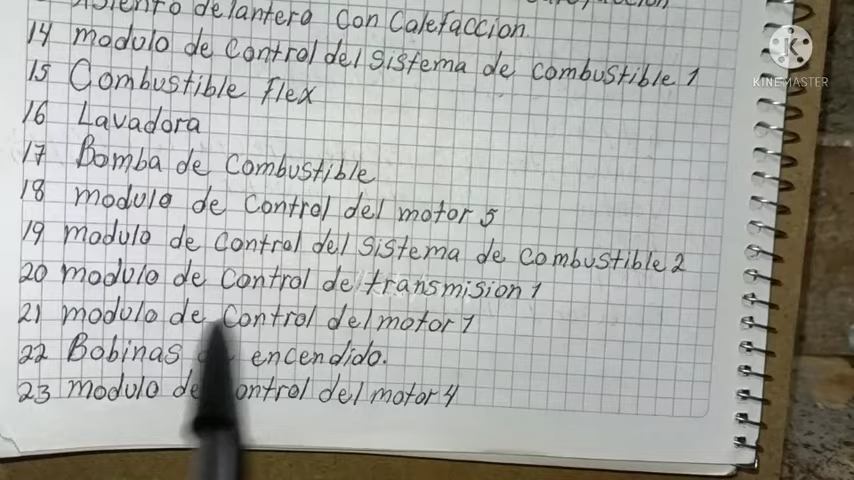 Asiento delantero con Calefaccion
14 modulo de control del sistema de combustible 1
15 Combustible flex
16 Lavadora
17 Bomba de combustible
18 modulo de control del motor 5
19 modulo de control del sistema de combustible 2
20 modulo de control de transmision 1
21 modulo de control del motor 1
22 Bobinas encendido.
23 modulo de control del motor 4
KINEMASTER